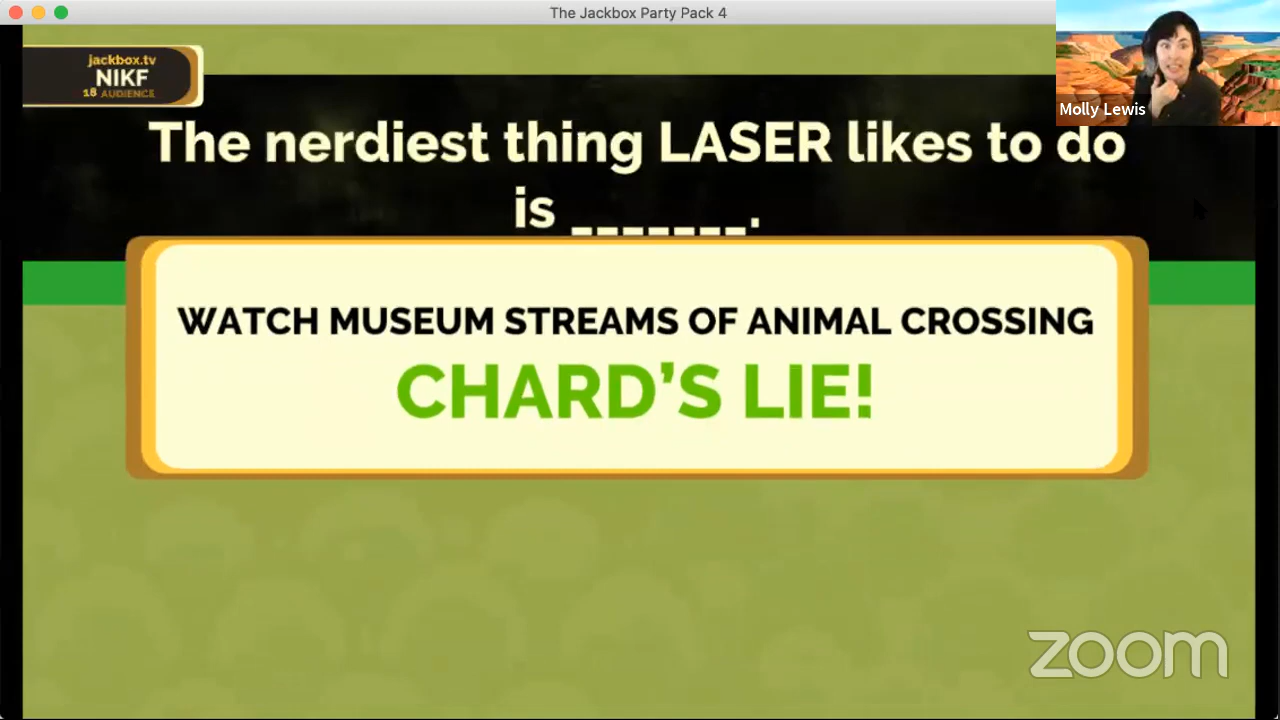 The Jackbox Party Pack 4
jackbox.tv
NIKF
18 AUDIENCE
Molly Lewis
The nerdiest thing LASER likes to do
is _______.
WATCH MUSEUM STREAMS OF ANIMAL CROSSING
CHARD'S LIE!
zoom